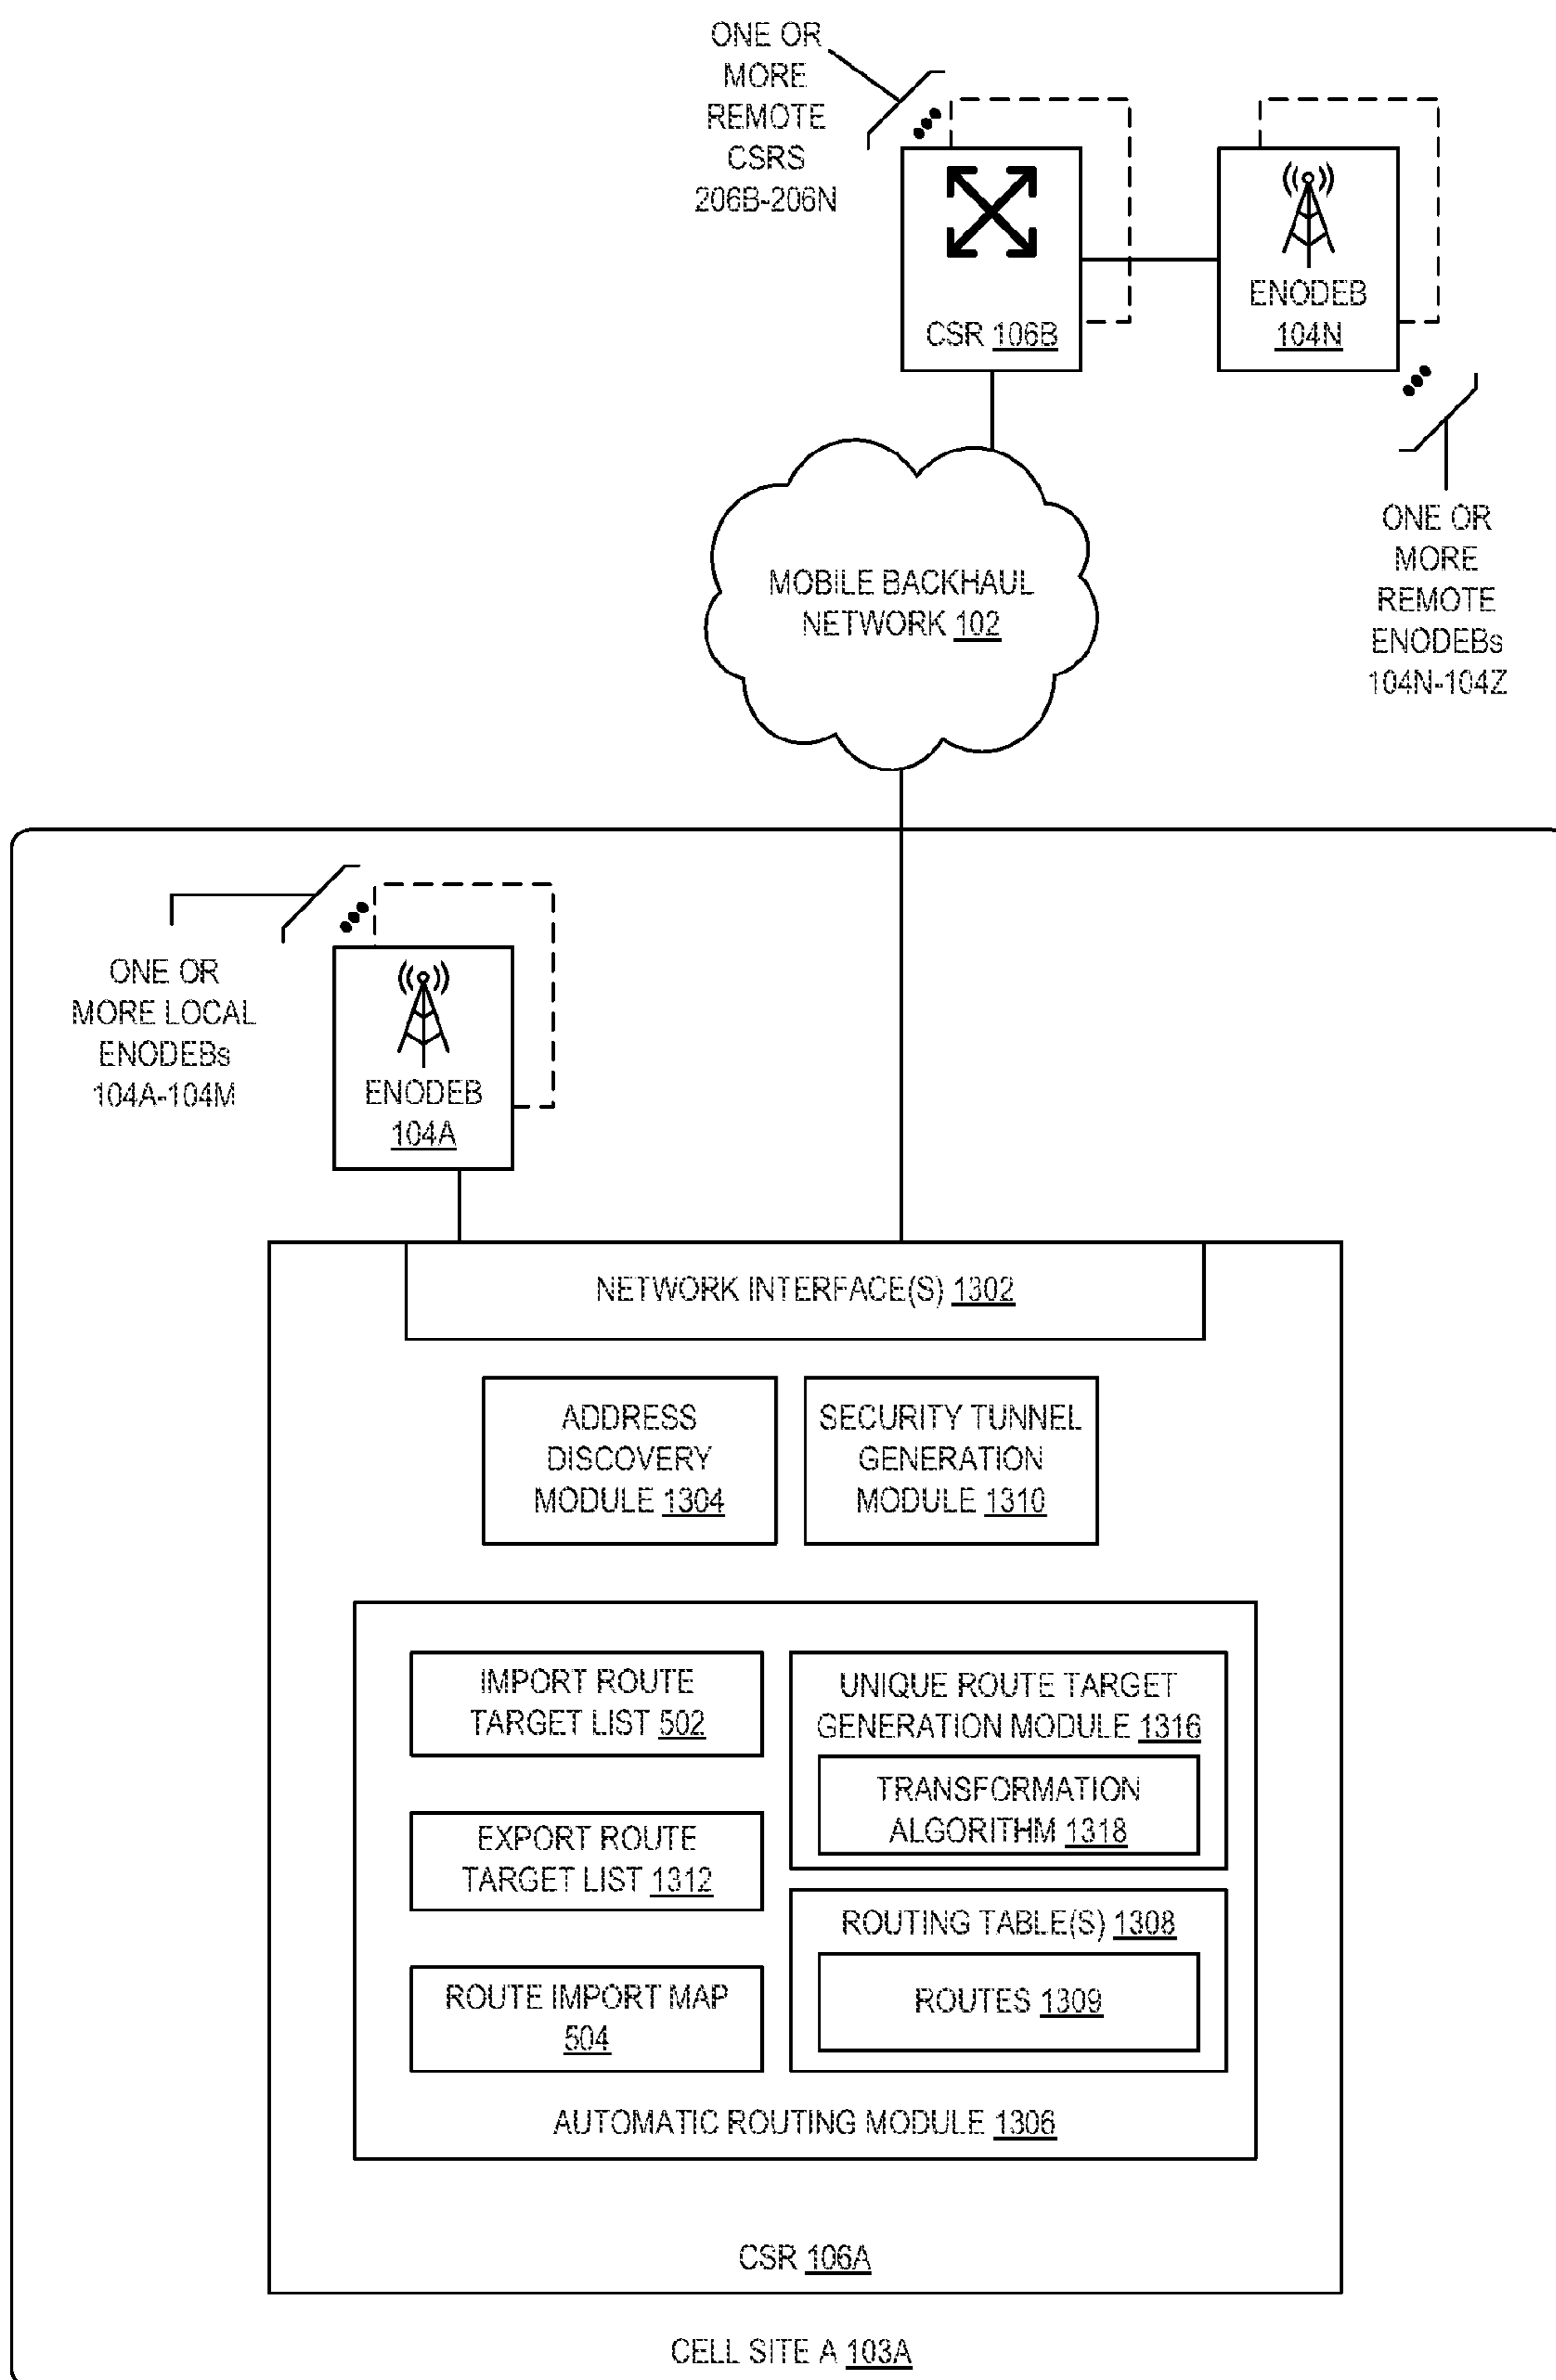 ONE OR
MORE
REMOTE
CSRS
206B-206N
CSR 106B
ENODEB
104N
ONE OR
MORE
REMOTE
ENODEBs
104N-104Z
MOBILE BACKHAUL
NETWORK 102
ONE OR
MORE LOCAL
ENODEBs
104A-104M
ENODEB
104A
NETWORK INTERFACE(S) 1302
ADDRESS
DISCOVERY
MODULE 1304
SECURITY TUNNEL
GENERATION
MODULE 1310
IMPORT ROUTE
TARGET LIST 502
UNIQUE ROUTE TARGET
GENERATION MODULE 1316
TRANSFORMATION
ALGORITHM 1318
EXPORT ROUTE
TARGET LIST 1312
ROUTING TABLE(S) 1308
ROUTES 1309
ROUTE IMPORT MAP
504
AUTOMATIC ROUTING MODULE 1306
CSR 106A
CELL SITE A 103A